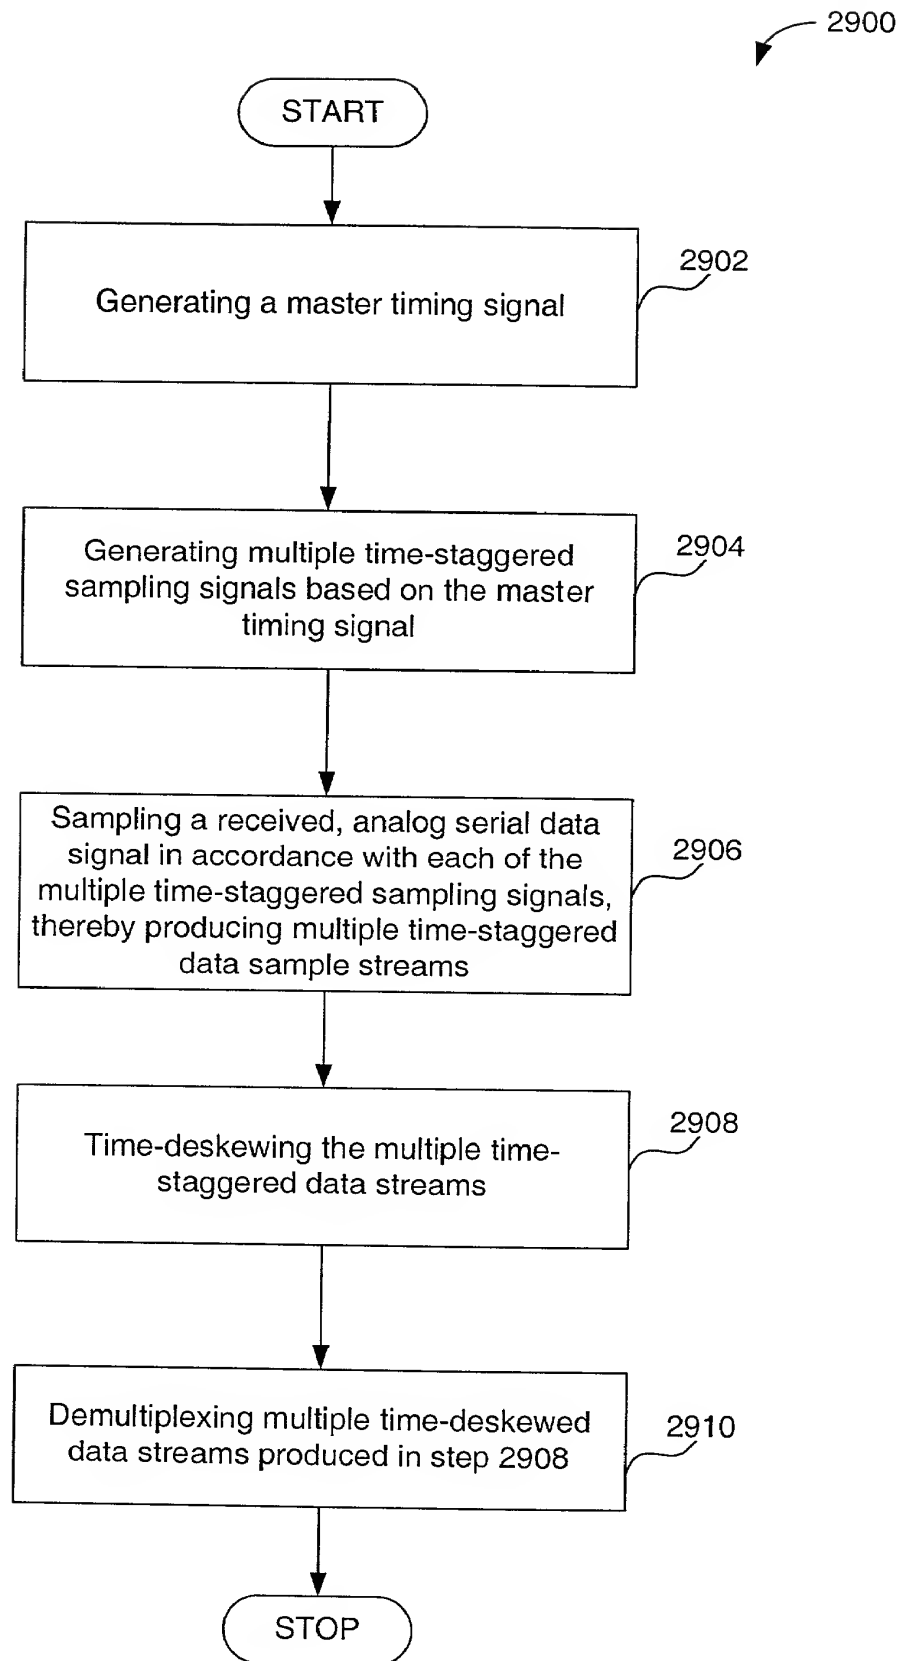 2900
START
Generating a master timing signal
2902
Generating multiple time-staggered
sampling signals based on the master
timing signal
2904
Sampling a received, analog serial data
signal in accordance with each of the
multiple time-staggered sampling signals,
thereby producing multiple time-staggered
data sample streams
2906
Time-deskewing the multiple time-
staggered data streams
2908
Demultiplexing multiple time-deskewed
data streams produced in step 2908
2910
STOP